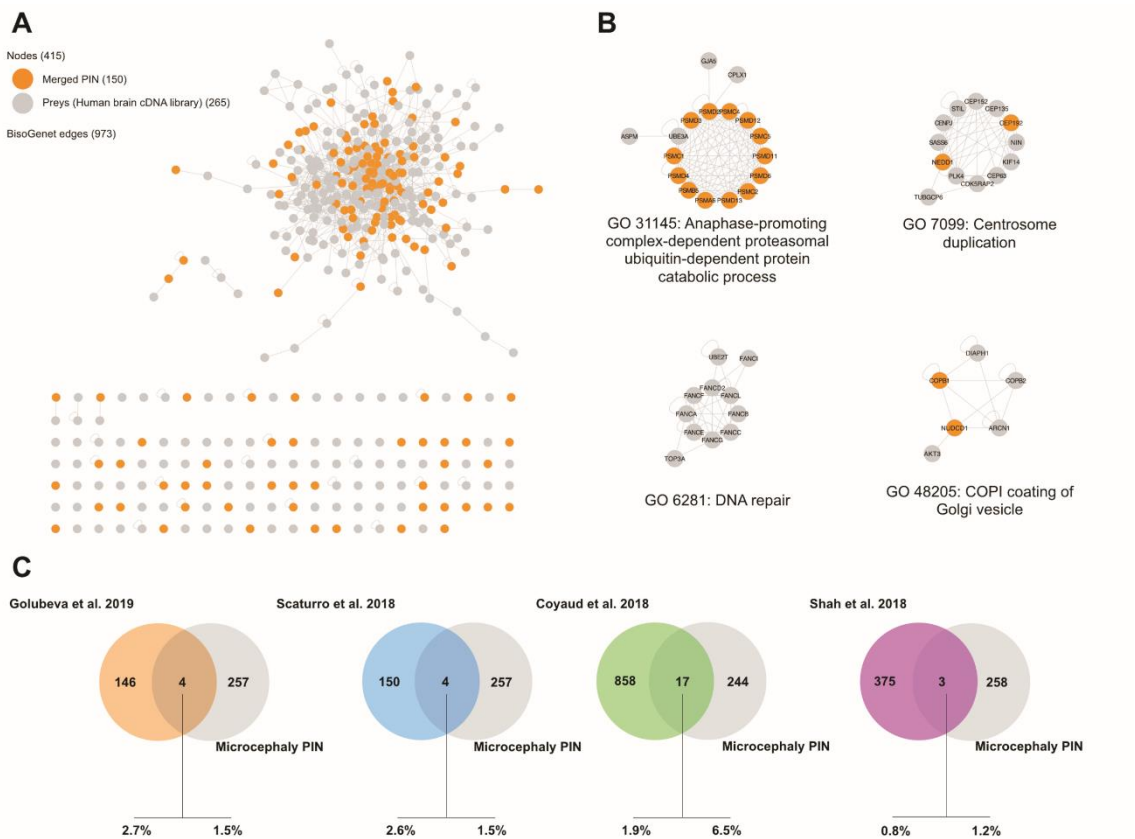 A
Nodes (415)
Merged PIN (150)
Preys (Human brain cDNA library) (265)
BisoGenet edges (973)
B
GJA5
CPLX1
PSMC4
PSMD3
PSMD12
UBE3A
PSMC5
ASPM
PSMC1
PSMD11
PSMD4
PSMD6
PSMB5
PSMC2
PSMA6
PSMD13
GO 31145: Anaphase-promoting
complex-dependent proteasomal
ubiquitin-dependent protein
catabolic process
CEP152
STIL
CEP135
CENPJ
CEP192
SASS6
NIN
NEDD1
KIF14
PLK4
CEP63
CDK5RAP2
TUBGCP6
GO 7099: Centrosome
duplication
UBE2T
FANCI
FANCD2
FANCF
FANCL
FANCA
FANCB
FANCE
FANCC
FANCG
TOP3A
GO 6281: DNA repair
DIAPH1
COPB1
COPB2
NUDCD1
ARCN1
AKT3
GO 48205: COPI coating of
Golgi vesicle
C
Golubeva et al. 2019
146
4
257
Microcephaly PIN
2.7%
1.5%
Scaturro et al. 2018
150
4
257
Microcephaly PIN
2.6%
1.5%
Coyaud et al. 2018
858
17
244
Microcephaly PIN
1.9%
6.5%
Shah et al. 2018
375
3
258
Microcephaly PIN
0.8%
1.2%